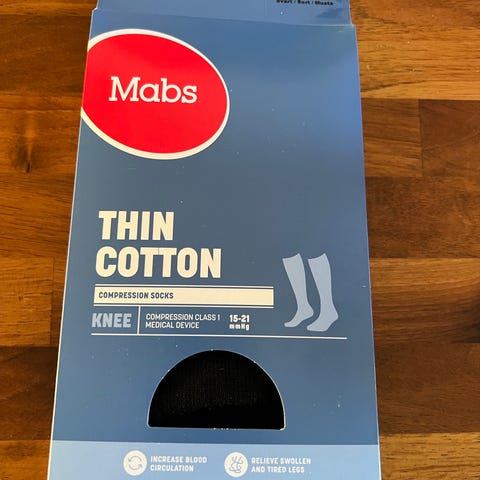 Svart / Sort / Musta
Mabs
THIN
COTTON
COMPRESSION SOCKS
KNEE
COMPRESSION CLASS 1
MEDICAL DEVICE
15-21
mmHg
INCREASE BLOOD
CIRCULATION
RELIEVE SWOLLEN
AND TIRED LEGS